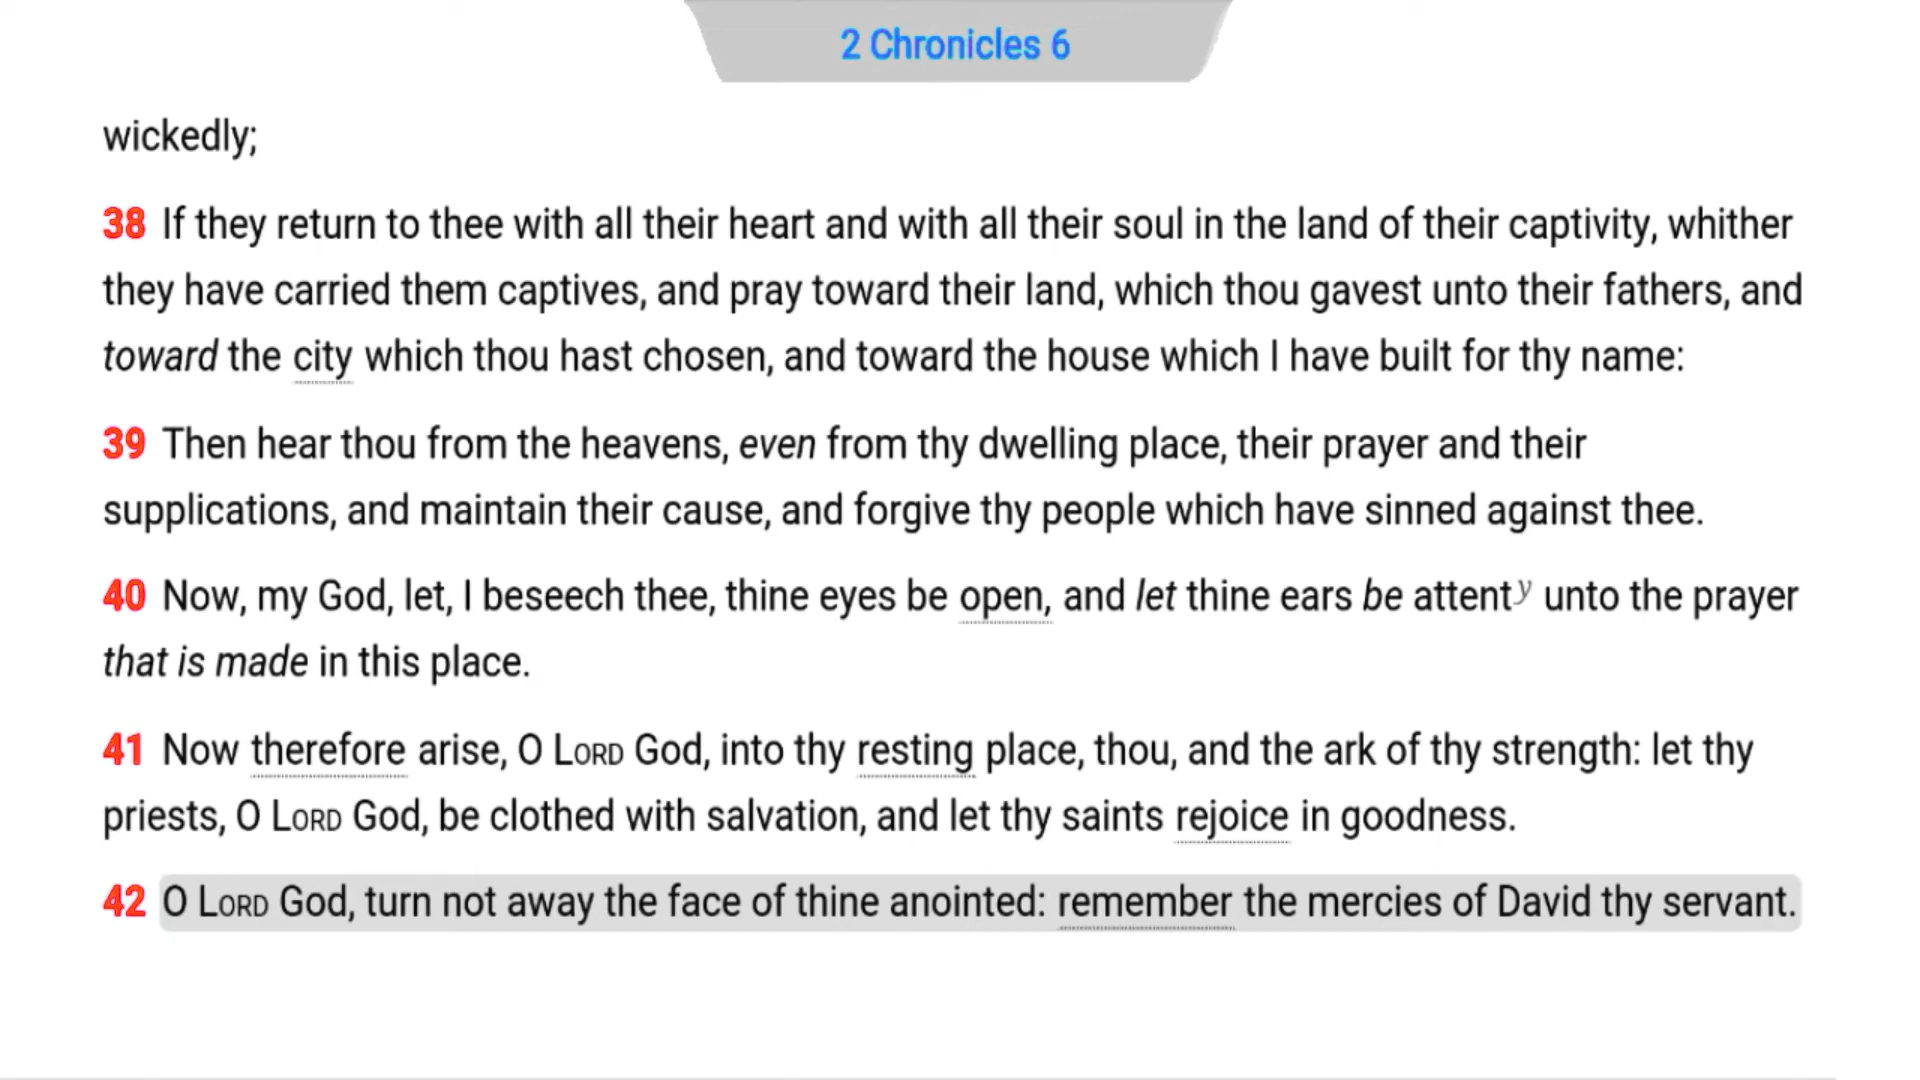 2 Chronicles 6
wickedly;
38 If they return to thee with all their heart and with all their soul in the land of their captivity, whither
they have carried them captives, and pray toward their land, which thou gavest unto their fathers, and
toward the city which thou hast chosen, and toward the house which I have built for thy name:
39 Then hear thou from the heavens, even from thy dwelling place, their prayer and their
supplications, and maintain their cause, and forgive thy people which have sinned against thee.
40 Now, my God, let, I beseech thee, thine eyes be open, and let thine ears be attent y unto the prayer
that is made in this place.
41 Now therefore arise, O LORD God, into thy resting place, thou, and the ark of thy strength: let thy
priests, O LORD God, be clothed with salvation, and let thy saints rejoice in goodness.
42 O LORD God, turn not away the face of thine anointed: remember the mercies of David thy servant.